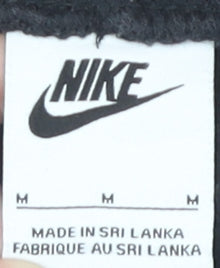 NIKE
M M M
MADE IN SRI LANKA
FABRIQUE AU SRI LANKA